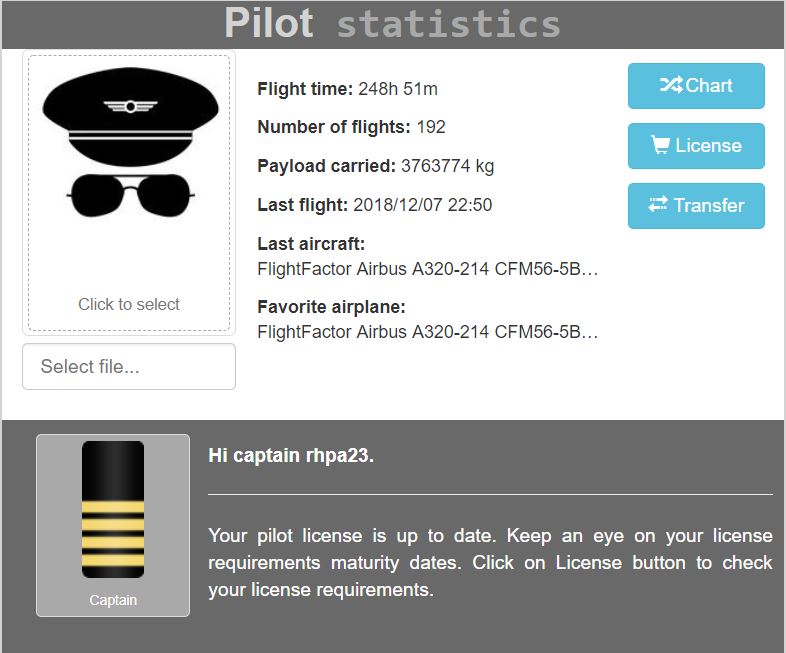 Pilot statistics
Flight time: 248h 51m
Number of flights: 192
Payload carried: 3763774 kg
Last flight: 2018/12/07 22:50
Last aircraft:
FlightFactor Airbus A320-214 CFM56-5B…
Favorite airplane:
FlightFactor Airbus A320-214 CFM56-5B…
Chart
License
Transfer
Click to select
Select file...
Captain
Hi captain rhpa23.
Your pilot license is up to date. Keep an eye on your license
requirements maturity dates. Click on License button to check
your license requirements.